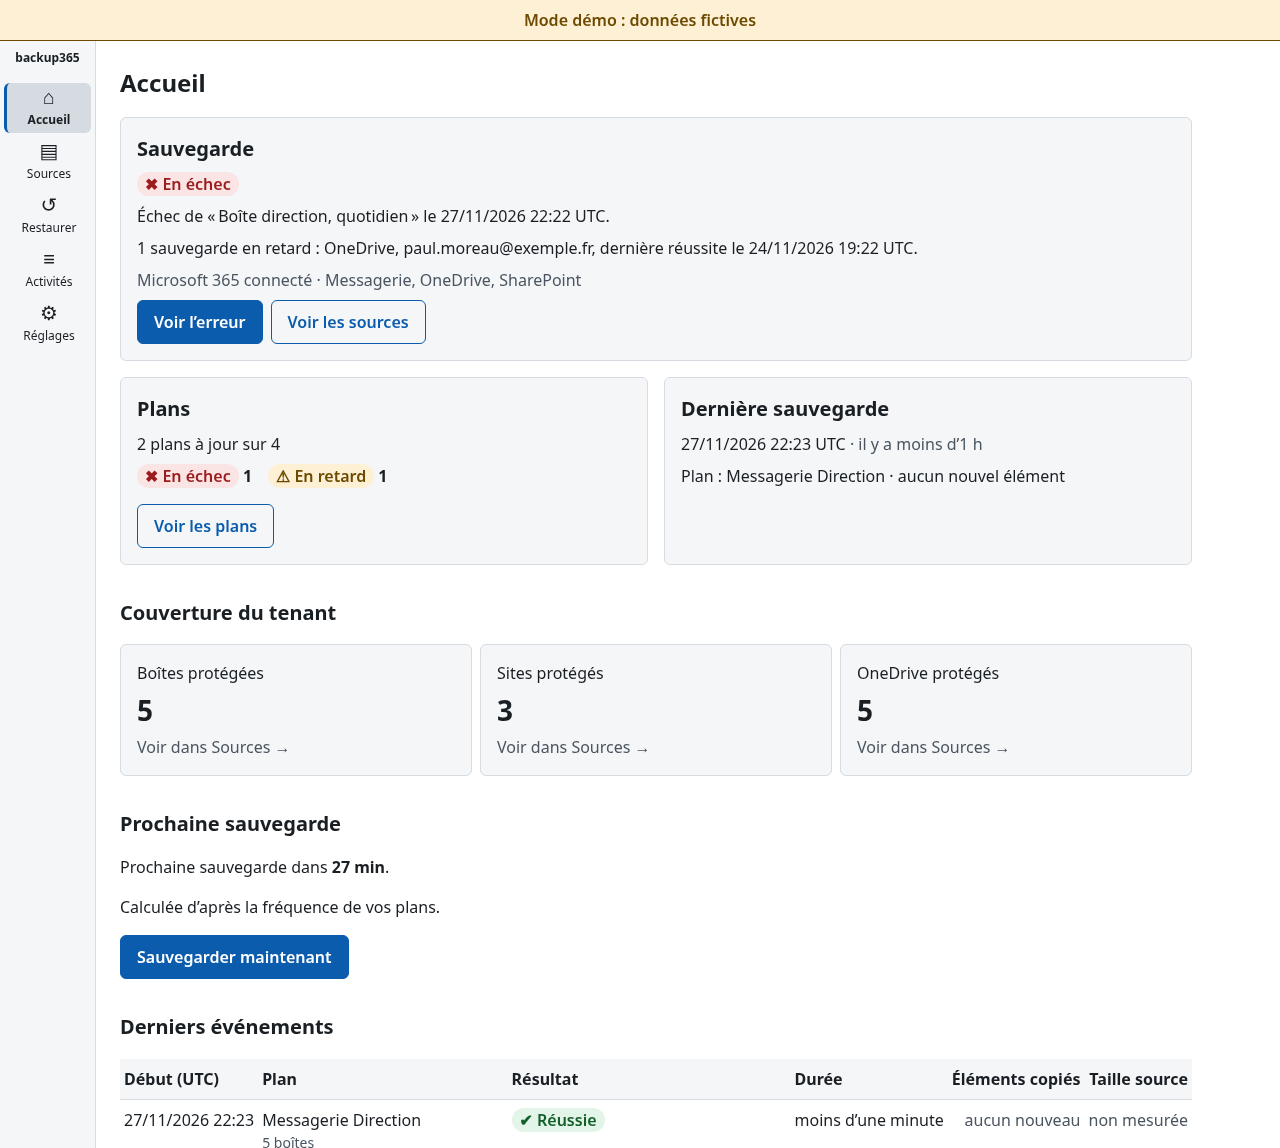 Mode démo : données fictives
backup365
Accueil
Sources
Restaurer
Activités
Réglages
Accueil
Sauvegarde
✖ En échec
Échec de « Boîte direction, quotidien » le 27/11/2026 22:22 UTC.
1 sauvegarde en retard : OneDrive, paul.moreau@exemple.fr, dernière réussite le 24/11/2026 19:22 UTC.
Microsoft 365 connecté · Messagerie, OneDrive, SharePoint
Voir l’erreur Voir les sources
Plans
2 plans à jour sur 4
✖ En échec 1 ⚠ En retard 1
Voir les plans
Dernière sauvegarde
27/11/2026 22:23 UTC · il y a moins d’1 h
Plan : Messagerie Direction · aucun nouvel élément
Couverture du tenant
Boîtes protégées
5
Voir dans Sources →
Sites protégés
3
Voir dans Sources →
OneDrive protégés
5
Voir dans Sources →
Prochaine sauvegarde
Prochaine sauvegarde dans 27 min.
Calculée d’après la fréquence de vos plans.
Sauvegarder maintenant
Derniers événements
Début (UTC) Plan Résultat Durée Éléments copiés Taille source
27/11/2026 22:23 Messagerie Direction ✔ Réussie moins d’une minute aucun nouveau non mesurée
5 boîtes